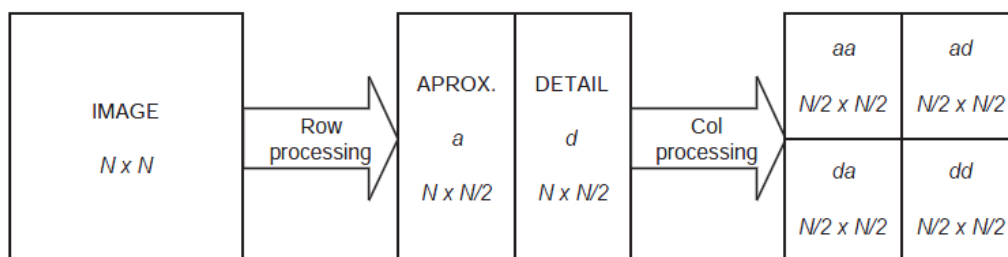 IMAGE
N x N
Row
processing
APROX.
a
N x N/2
DETAIL
d
N x N/2
Col
processing
aa
N/2 x N/2
ad
N/2 x N/2
da
N/2 x N/2
dd
N/2 x N/2